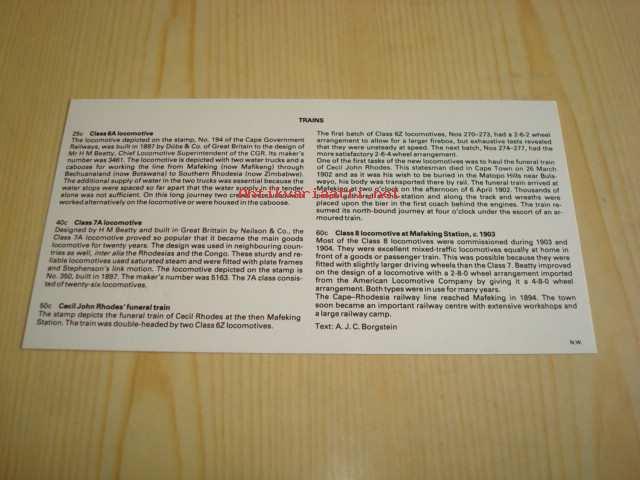 TRAINS
25c Class 6A locomotive
The locomotive depicted on the stamp, No. 194 of the Cape Government
Railways, was built in 1897 by Dübs & Co. of Great Britain to the design of
Mr H M Beatty, Chief Locomotive Superintendent of the CGR. Its maker's
number was 3461. The locomotive is depicted with two water trucks and a
caboose for working the line from Mafeking (now Mafikeng) through
Bechuanaland (now Botswana) to Southern Rhodesia (now Zimbabwe).
The additional supply of water in the two trucks was essential because the
water stops were spaced so far apart that the water supply in the tender
alone was not sufficient. On this long journey two crews
worked alternatively on the locomotive or were housed in the caboose.
40c Class 7A locomotive
Designed by H M Beatty and built in Great Britain by Neilson & Co., the
Class 7A locomotive proved so popular that it became the main goods
locomotive for twenty years. The design was used in neighbouring coun-
tries as well, inter alia the Rhodesias and the Congo. These sturdy and re-
liable locomotives used saturated steam and were fitted with plate frames
and Stephenson's link motion. The locomotive depicted on the stamp is
No. 350, built in 1897. The maker's number was 5163. The 7A class consis-
ted of twenty-six locomotives.
50c Cecil John Rhodes' funeral train
The stamp depicts the funeral train of Cecil Rhodes at the then Mafeking
Station. The train was double-headed by two Class 6Z locomotives.
The first batch of Class 6Z locomotives, Nos 270–273, had a 2-6-2 wheel
arrangement to allow for a larger firebox, but exhaustive tests revealed
that they were unsteady at speed. The next batch, Nos 274–377, had the
more satisfactory 2-6-4 wheel arrangement.
One of the first tasks of the new locomotives was to haul the funeral train
of Cecil John Rhodes. This statesman died in Cape Town on 26 March
1902 and as it was his wish to be buried in the Matopo Hills near Bula-
wayo, his body was transported there by rail. The funeral train arrived at
Mafeking at two o'clock on the afternoon of 6 April 1902. Thousands of
people gathered at the station and along the track and wreaths were
placed upon the bier in the first coach behind the engines. The train re-
sumed its north-bound journey at four o'clock under the escort of an ar-
moured train.
60c Class 8 locomotive at Mafeking Station, c. 1903
Most of the Class 8 locomotives were commissioned during 1903 and
1904. They were excellent mixed-traffic locomotives equally at home in
front of a goods or passenger train. This was possible because they were
fitted with slightly larger driving wheels than the Class 7. Beatty improved
on the design of a locomotive with a 2-8-0 wheel arrangement imported
from the American Locomotive Company by giving it a 4-8-0 wheel
arrangement. Both types were in use for many years.
The Cape–Rhodesia railway line reached Mafeking in 1894. The town
soon became an important railway centre with extensive workshops and
a large railway camp.
Text: A. J. C. Borgstein
N.W.